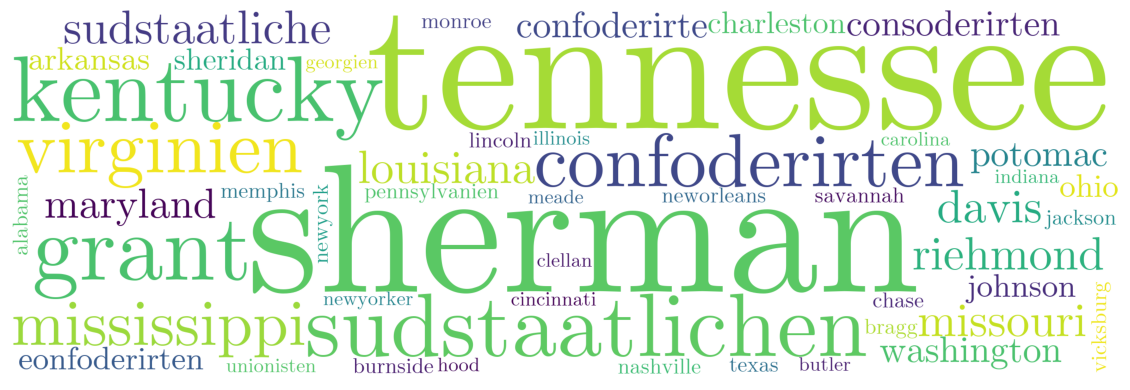 sudstaatliche monroe confoderirte charleston consoderirten
arkansas sheridan georgien
kentucky tennessee
virginien lincoln illinois carolina
louisiana confoderirten potomac
indiana
alabama memphis pennsylvanien ohio
maryland newyork meade neworleans savannah davis jackson
grant sherman riehmond
clellan
newyorker cincinnati chase johnson
mississippi sudstaatlichen bragg missouri vicksburg
eonfoderirten washington
unionisten burnside hood nashville texas butler